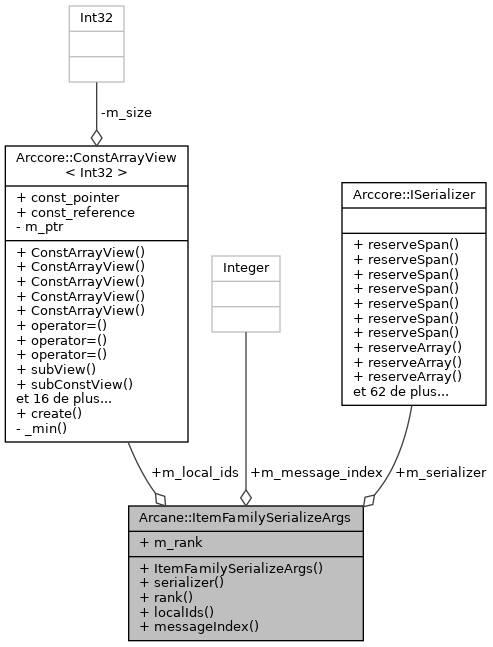 Int32
-m_size
Arccore::ConstArrayView
< Int32 >
+ const_pointer
+ const_reference
- m_ptr
+ ConstArrayView()
+ ConstArrayView()
+ ConstArrayView()
+ ConstArrayView()
+ ConstArrayView()
+ operator=()
+ operator=()
+ operator=()
+ subView()
+ subConstView()
et 16 de plus...
+ create()
- _min()
Integer
Arccore::ISerializer
+ reserveSpan()
+ reserveSpan()
+ reserveSpan()
+ reserveSpan()
+ reserveSpan()
+ reserveSpan()
+ reserveSpan()
+ reserveArray()
+ reserveArray()
+ reserveArray()
et 62 de plus...
+m_local_ids
+m_message_index
+m_serializer
Arcane::ItemFamilySerializeArgs
+ m_rank
+ ItemFamilySerializeArgs()
+ serializer()
+ rank()
+ localIds()
+ messageIndex()